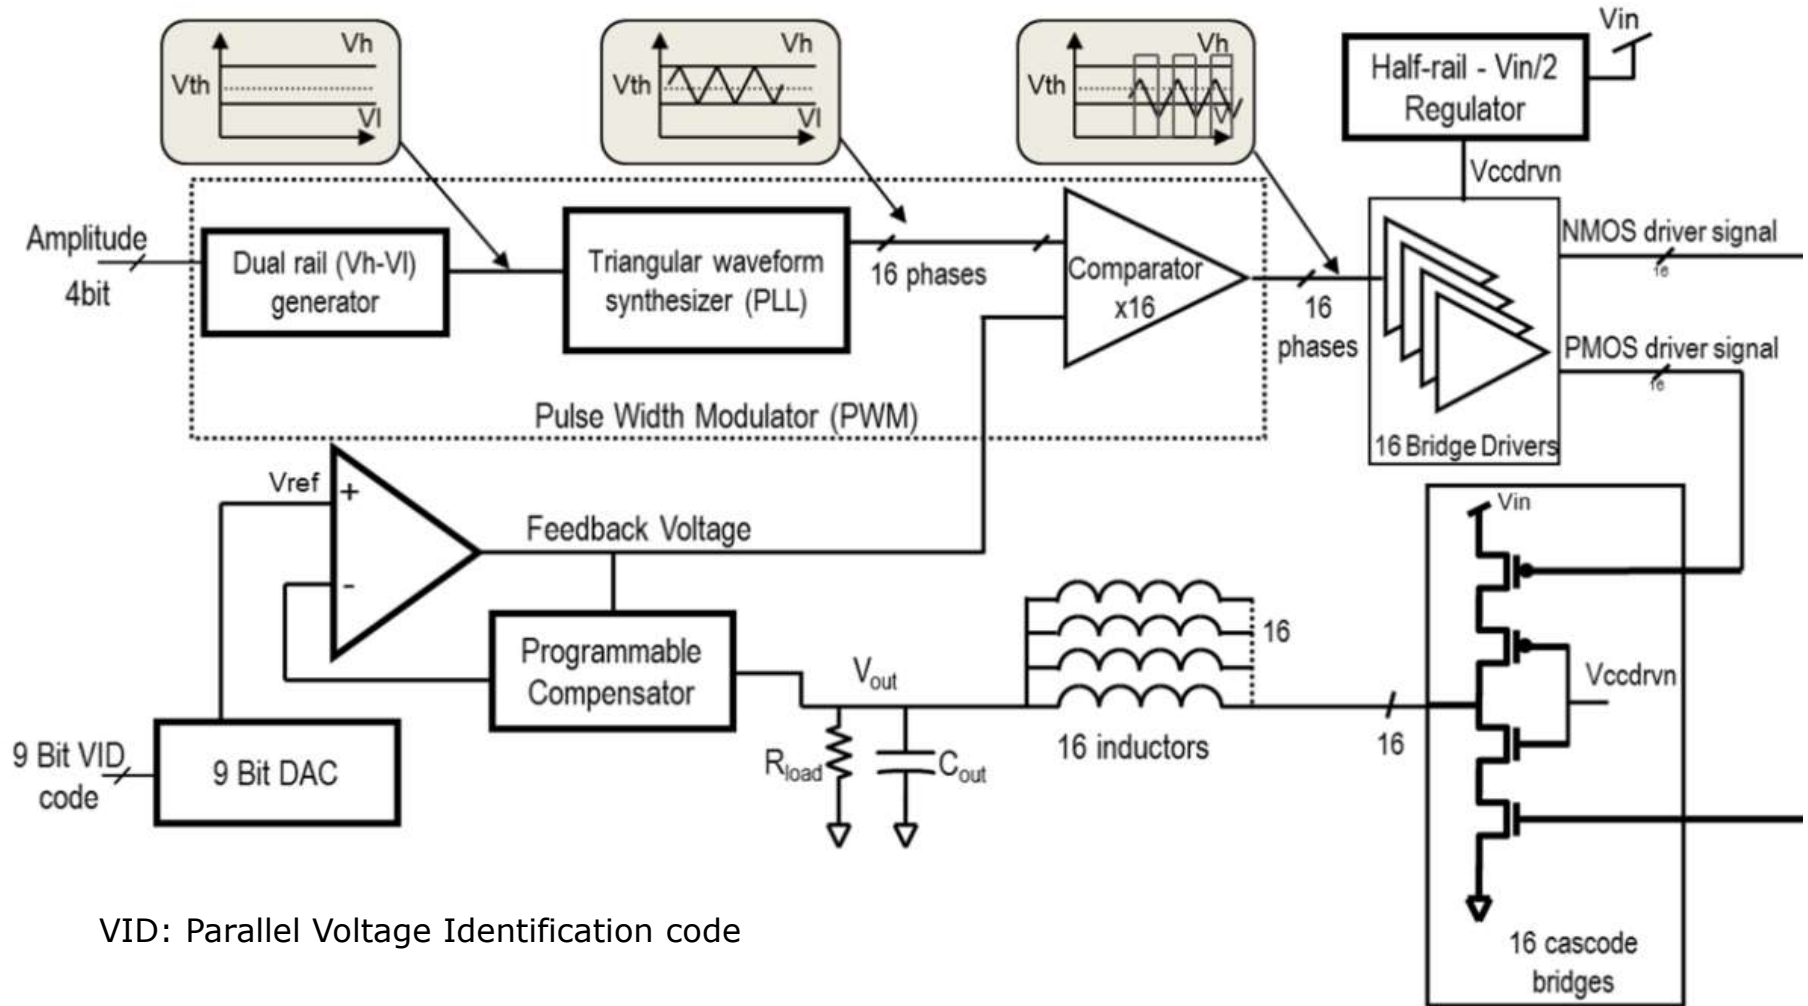 Vh
Vth
Vl
Vh
Vth
Vl
Vh
Vth
Vin
Half-rail - Vin/2
Regulator
Vccdrvn
Amplitude
4bit
Dual rail (Vh-Vl)
generator
Triangular waveform
synthesizer (PLL)
16 phases
Comparator
x16
16
phases
NMOS driver signal
16
PMOS driver signal
16
16 Bridge Drivers
Pulse Width Modulator (PWM)
Vref
+
-
Feedback Voltage
Programmable
Compensator
9 Bit VID
code
9 Bit DAC
Vout
Rload
Cout
16
16 inductors
16
Vin
Vccdrvn
16 cascode
bridges
VID: Parallel Voltage Identification code